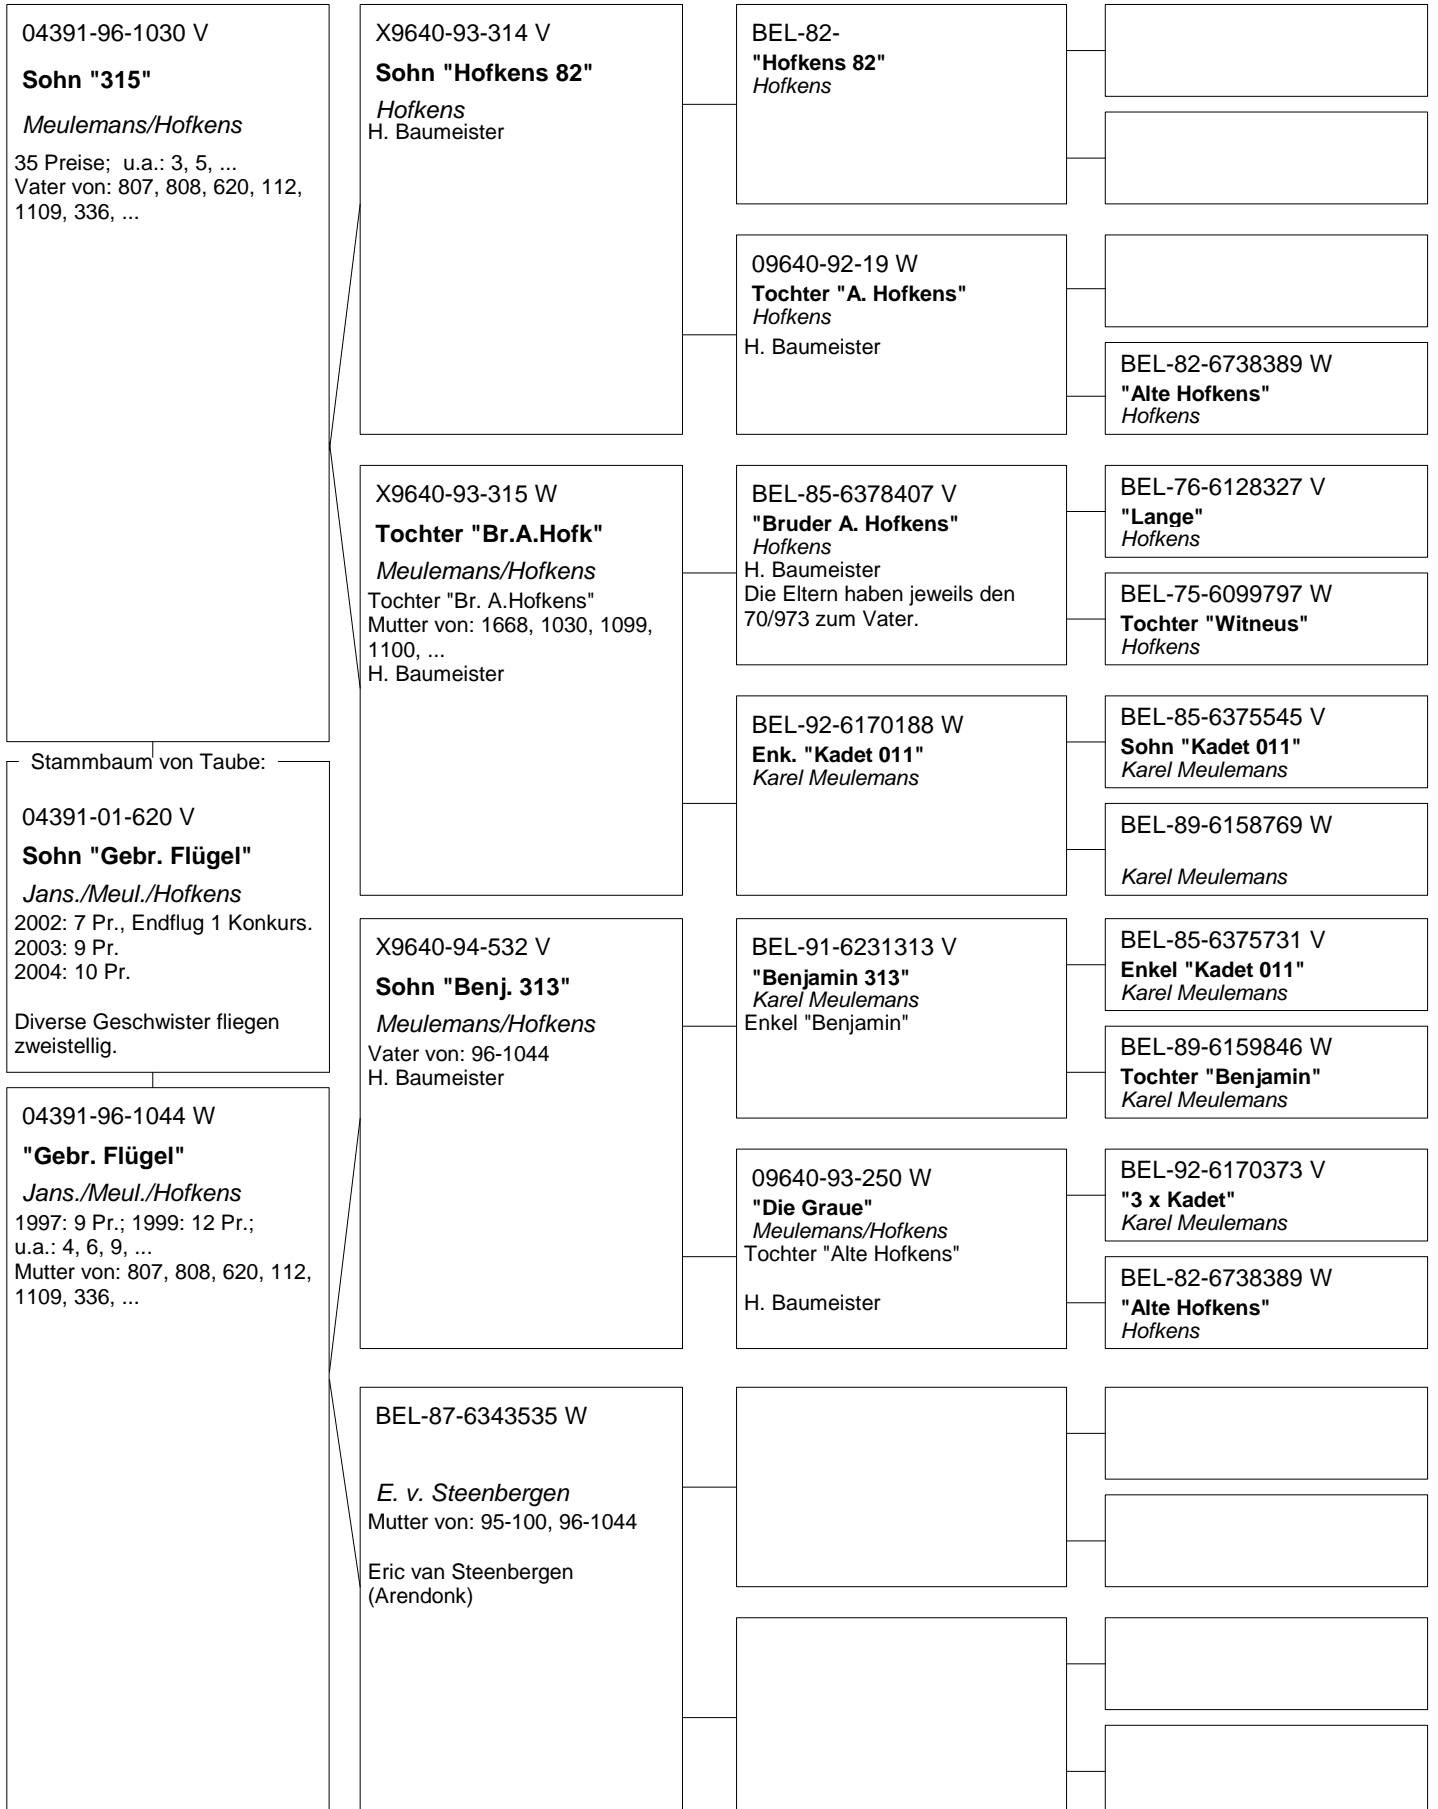 04391-96-1030 V
Sohn "315"
Meulemans/Hofkens
35 Preise;  u.a.: 3, 5, ...
Vater von: 807, 808, 620, 112,
1109, 336, ...
Stammbaum von Taube:
04391-01-620 V
Sohn "Gebr. Flügel"
Jans./Meul./Hofkens
2002: 7 Pr., Endflug 1 Konkurs.
2003: 9 Pr.
2004: 10 Pr.
Diverse Geschwister fliegen
zweistellig.
04391-96-1044 W
"Gebr. Flügel"
Jans./Meul./Hofkens
1997: 9 Pr.; 1999: 12 Pr.;
u.a.: 4, 6, 9, ...
Mutter von: 807, 808, 620, 112,
1109, 336, ...
X9640-93-314 V
Sohn "Hofkens 82"
Hofkens
H. Baumeister
X9640-93-315 W
Tochter "Br.A.Hofk"
Meulemans/Hofkens
Tochter "Br. A.Hofkens"
Mutter von: 1668, 1030, 1099,
1100, ...
H. Baumeister
X9640-94-532 V
Sohn "Benj. 313"
Meulemans/Hofkens
Vater von: 96-1044
H. Baumeister
BEL-87-6343535 W
E. v. Steenbergen
Mutter von: 95-100, 96-1044
Eric van Steenbergen
(Arendonk)
BEL-82-
"Hofkens 82"
Hofkens
09640-92-19 W
Tochter "A. Hofkens"
Hofkens
H. Baumeister
BEL-85-6378407 V
"Bruder A. Hofkens"
Hofkens
H. Baumeister
Die Eltern haben jeweils den
70/973 zum Vater.
BEL-92-6170188 W
Enk. "Kadet 011"
Karel Meulemans
BEL-91-6231313 V
"Benjamin 313"
Karel Meulemans
Enkel "Benjamin"
09640-93-250 W
"Die Graue"
Meulemans/Hofkens
Tochter "Alte Hofkens"
H. Baumeister
BEL-82-6738389 W
"Alte Hofkens"
Hofkens
BEL-76-6128327 V
"Lange"
Hofkens
BEL-75-6099797 W
Tochter "Witneus"
Hofkens
BEL-85-6375545 V
Sohn "Kadet 011"
Karel Meulemans
BEL-89-6158769 W
Karel Meulemans
BEL-85-6375731 V
Enkel "Kadet 011"
Karel Meulemans
BEL-89-6159846 W
Tochter "Benjamin"
Karel Meulemans
BEL-92-6170373 V
"3 x Kadet"
Karel Meulemans
BEL-82-6738389 W
"Alte Hofkens"
Hofkens